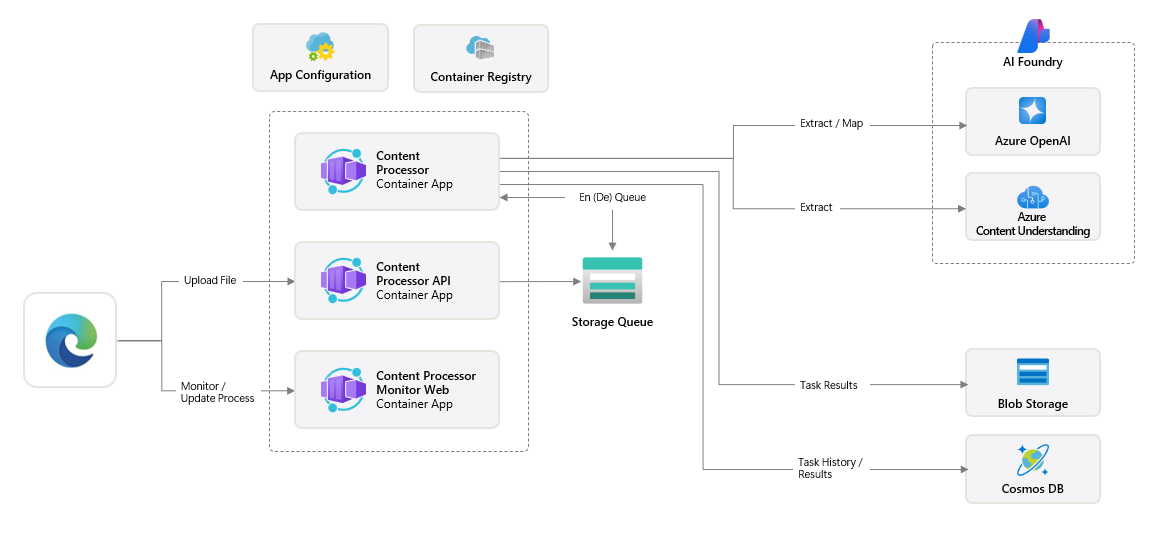 App Configuration
Container Registry
AI Foundry
Content
Processor
Container App
Extract / Map
Azure OpenAI
En (De) Queue
Extract
Azure
Content Understanding
Upload File
Content
Processor API
Container App
Storage Queue
Monitor /
Update Process
Content Processor
Monitor Web
Container App
Task Results
Blob Storage
Task History /
Results
Cosmos DB